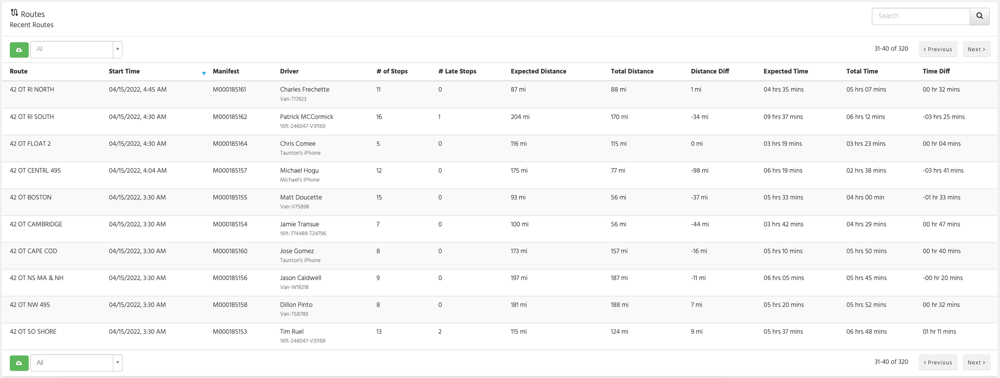 Routes
Recent Routes
Search
All
31-40 of 320 < Previous Next >
Route Start Time Manifest Driver # of Stops # Late Stops Expected Distance Total Distance Distance Diff Expected Time Total Time Time Diff
42 OT RI NORTH 04/15/2022, 4:45 AM M000185161 Charles Frechette 11 0 87 mi 88 mi 1 mi 04 hrs 35 mins 05 hrs 07 mins 00 hr 32 mins
Van-T17923
42 OT RI SOUTH 04/15/2022, 4:30 AM M000185162 Patrick MCCormick 16 1 204 mi 170 mi -34 mi 09 hrs 37 mins 06 hrs 12 mins -03 hrs 25 mins
16ft-246047-V31169
42 OT FLOAT 2 04/15/2022, 4:30 AM M000185164 Chris Comee 5 0 116 mi 115 mi 0 mi 03 hrs 19 mins 03 hrs 23 mins 00 hr 04 mins
Taunton’s iPhone
42 OT CENTRL 495 04/15/2022, 4:04 AM M000185157 Michael Hogu 12 0 175 mi 77 mi -98 mi 06 hrs 19 mins 02 hrs 38 mins -03 hrs 41 mins
Michael’s iPhone
42 OT BOSTON 04/15/2022, 3:30 AM M000185155 Matt Doucette 15 0 93 mi 56 mi -37 mi 05 hrs 33 mins 04 hrs 00 min -01 hr 33 mins
Van-V75898
42 OT CAMBRIDGE 04/15/2022, 3:30 AM M000185154 Jamie Transue 7 0 100 mi 56 mi -44 mi 03 hrs 42 mins 04 hrs 29 mins 00 hr 47 mins
16ft-774489-T24796
42 OT CAPE COD 04/15/2022, 3:30 AM M000185160 Jose Gomez 8 0 173 mi 157 mi -16 mi 05 hrs 10 mins 05 hrs 50 mins 00 hr 40 mins
Taunton’s iPhone
42 OT NS MA & NH 04/15/2022, 3:30 AM M000185156 Jason Caldwell 9 0 197 mi 187 mi -11 mi 06 hrs 05 mins 05 hrs 45 mins -00 hr 20 mins
Van-W19218
42 OT NW 495 04/15/2022, 3:30 AM M000185158 Dillon Pinto 8 0 181 mi 188 mi 7 mi 05 hrs 20 mins 05 hrs 52 mins 00 hr 32 mins
Van-T58789
42 OT SO SHORE 04/15/2022, 3:30 AM M000185153 Tim Ruel 13 2 115 mi 124 mi 9 mi 05 hrs 37 mins 06 hrs 48 mins 01 hr 11 mins
16ft-246047-V31169
All
31-40 of 320 < Previous Next >